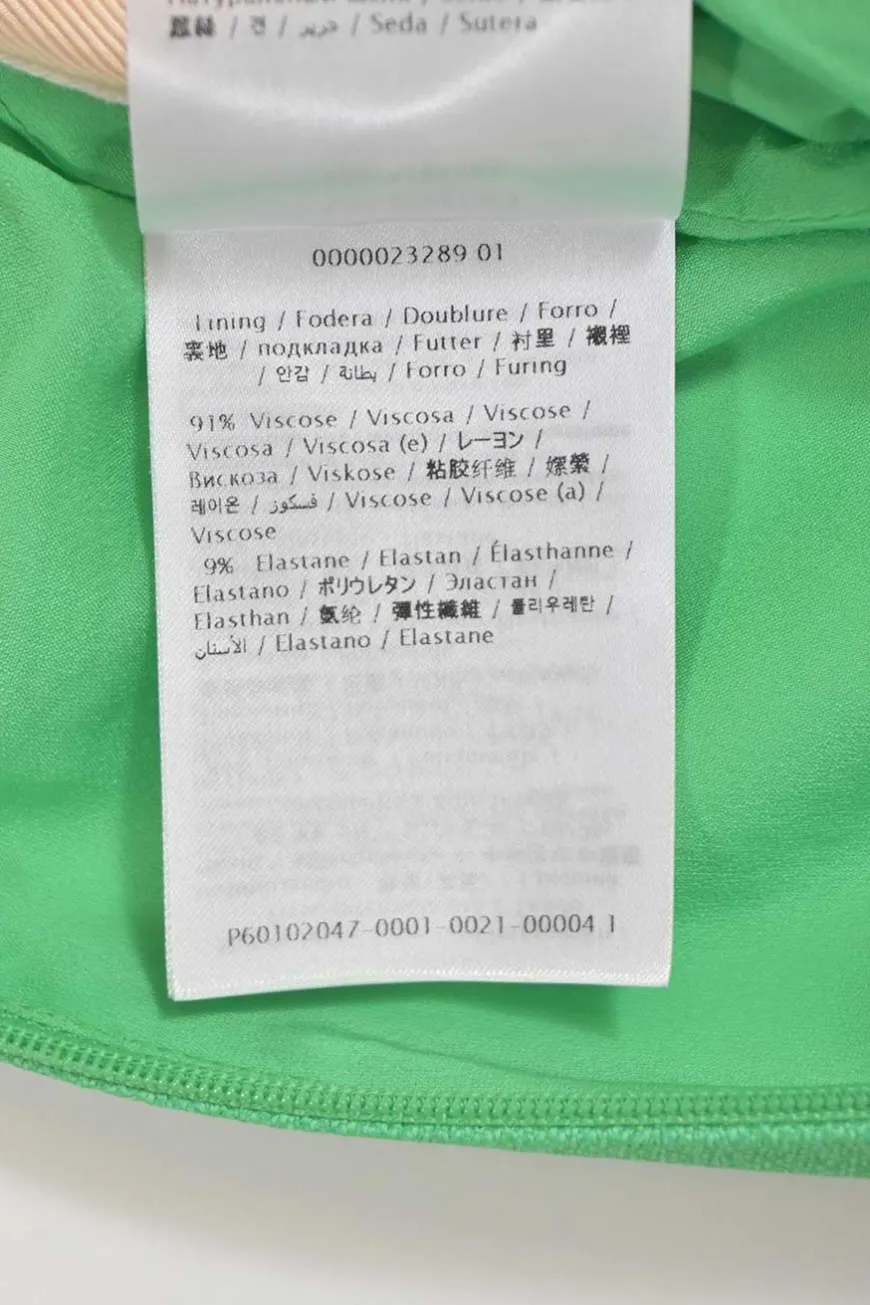 蠶絲 / 견 / حرير / Seda / Sutera
0000023289 01
Lining / Fodera / Doublure / Forro /
裏地 / подкладка / Futter / 衬里 / 襯裡
/ 안감 / بطانة / Forro / Furing
91% Viscose / Viscosa / Viscose /
Viscosa / Viscosa (e) / レーヨン /
Вискоза / Viskose / 粘胶纤维 / 嫘縈 /
레이온 / فسكوز / Viscose / Viscose (a) /
Viscose
9% Elastane / Elastan / Élasthanne /
Elastano / ポリウレタン / Эластан /
Elasthan / 氨纶 / 彈性纖維 / 폴리우레탄 /
الأستان / Elastano / Elastane
P60102047-0001-0021-00004 1